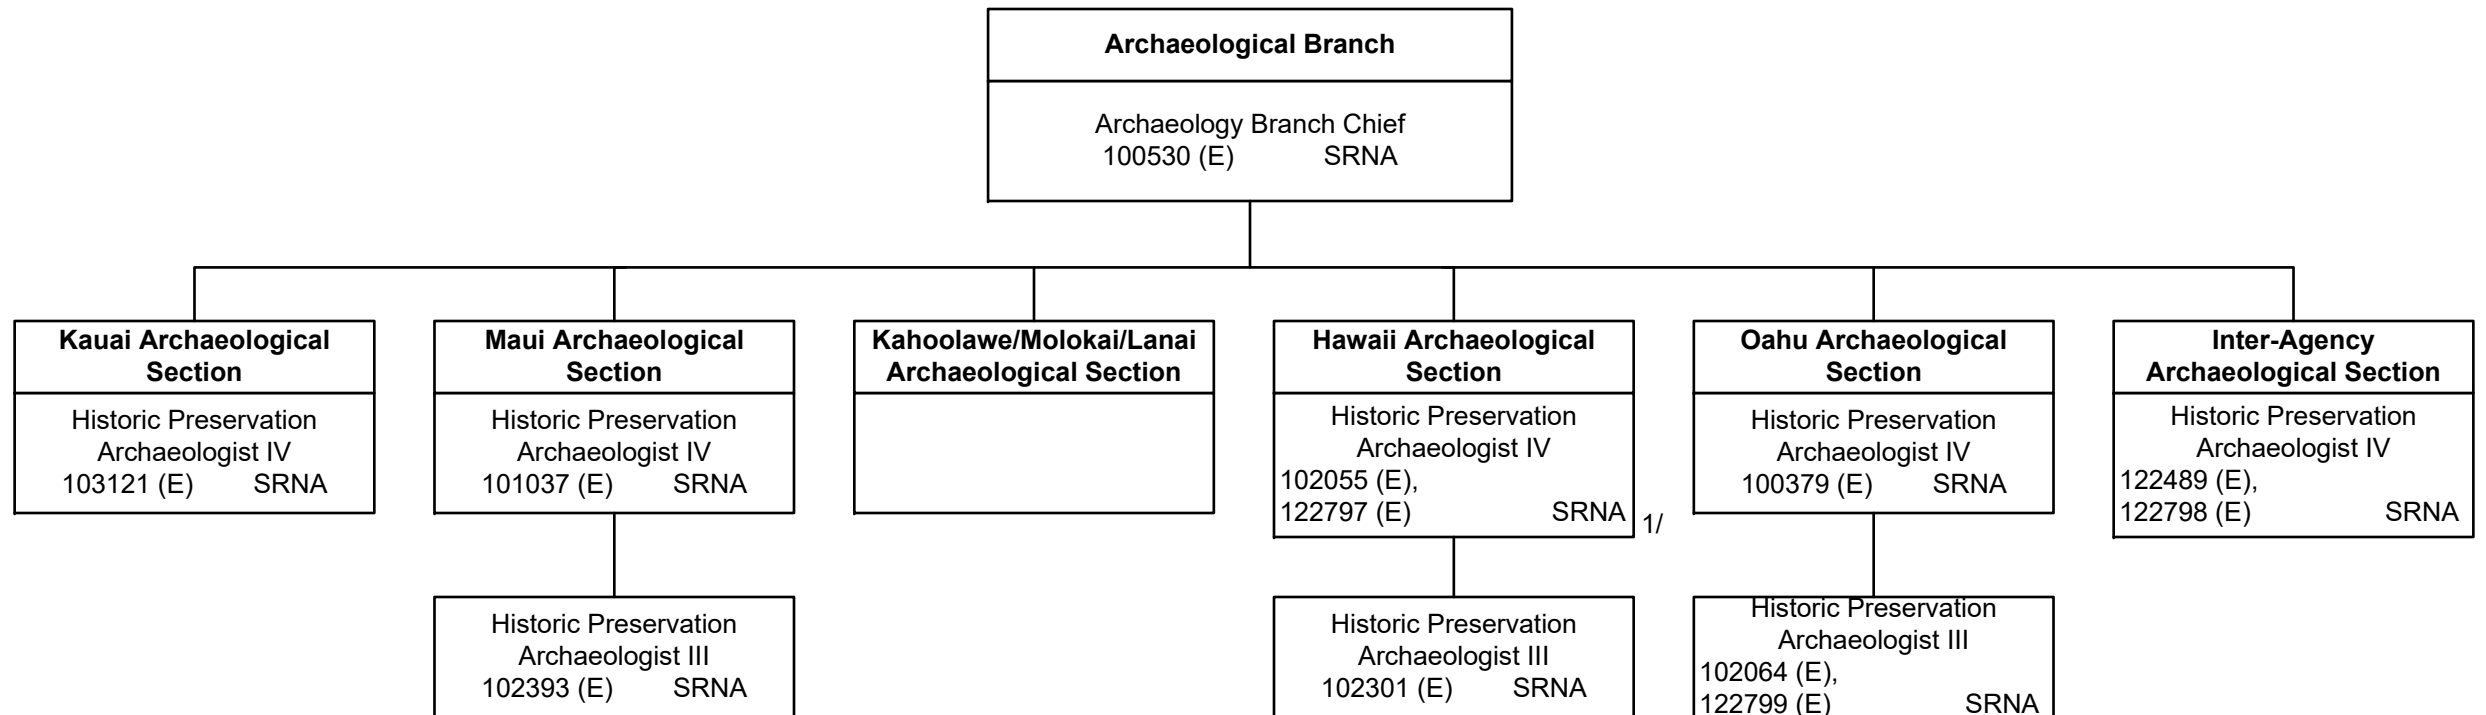 Archaeological Branch
Archaeology Branch Chief
100530 (E) SRNA
Kauai Archaeological
Section
Historic Preservation
Archaeologist IV
103121 (E) SRNA
Maui Archaeological
Section
Historic Preservation
Archaeologist IV
101037 (E) SRNA
Historic Preservation
Archaeologist III
102393 (E) SRNA
Kahoolawe/Molokai/Lanai
Archaeological Section
Hawaii Archaeological
Section
Historic Preservation
Archaeologist IV
102055 (E),
122797 (E) SRNA
1/
Historic Preservation
Archaeologist III
102301 (E) SRNA
Oahu Archaeological
Section
Historic Preservation
Archaeologist IV
100379 (E) SRNA
Historic Preservation
Archaeologist III
102064 (E),
122799 (E) SRNA
Inter-Agency
Archaeological Section
Historic Preservation
Archaeologist IV
122489 (E),
122798 (E) SRNA